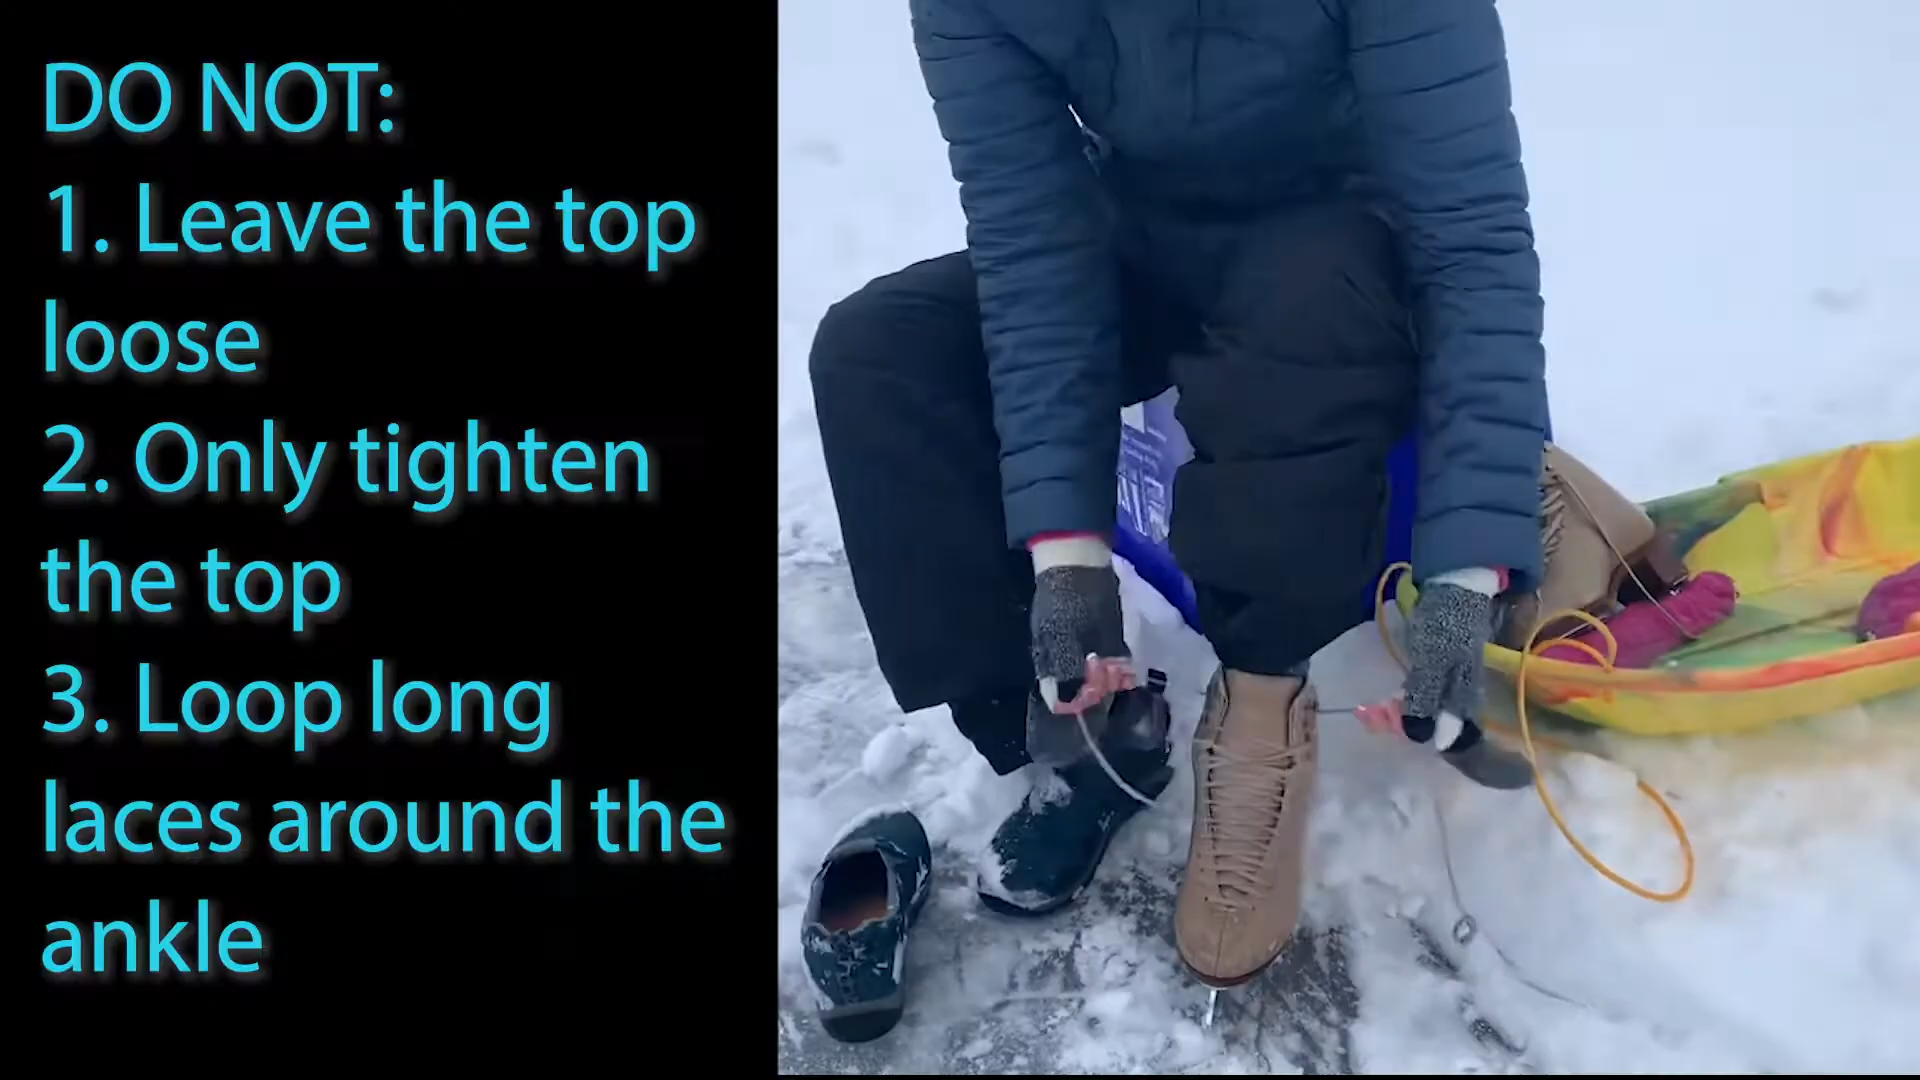 DO NOT:
1. Leave the top
loose
2. Only tighten
the top
3. Loop long
laces around the
ankle